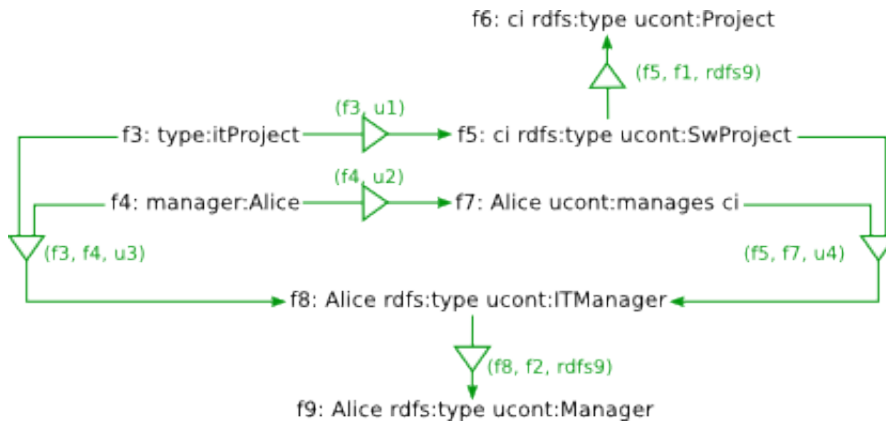 f6: ci rdfs:type ucont:Project
(f5, f1, rdfs9)
(f3, u1)
f3: type:itProject
f5: ci rdfs:type ucont:SwProject
(f4, u2)
f4: manager:Alice
f7: Alice ucont:manages ci
(f3, f4, u3)
(f5, f7, u4)
f8: Alice rdfs:type ucont:ITManager
(f8, f2, rdfs9)
f9: Alice rdfs:type ucont:Manager